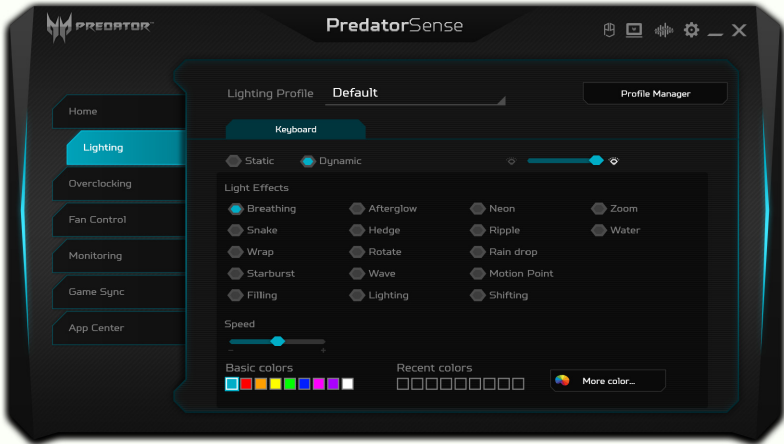 PREDATOR
PredatorSense
Lighting Profile Default Profile Manager
Home
Lighting
Overclocking
Fan Control
Monitoring
Game Sync
App Center
Keyboard
Static Dynamic
Light Effects
Breathing Afterglow Neon Zoom
Snake Hedge Ripple Water
Wrap Rotate Rain drop
Starburst Wave Motion Point
Filling Lighting Shifting
Speed
- +
Basic colors Recent colors
More color...